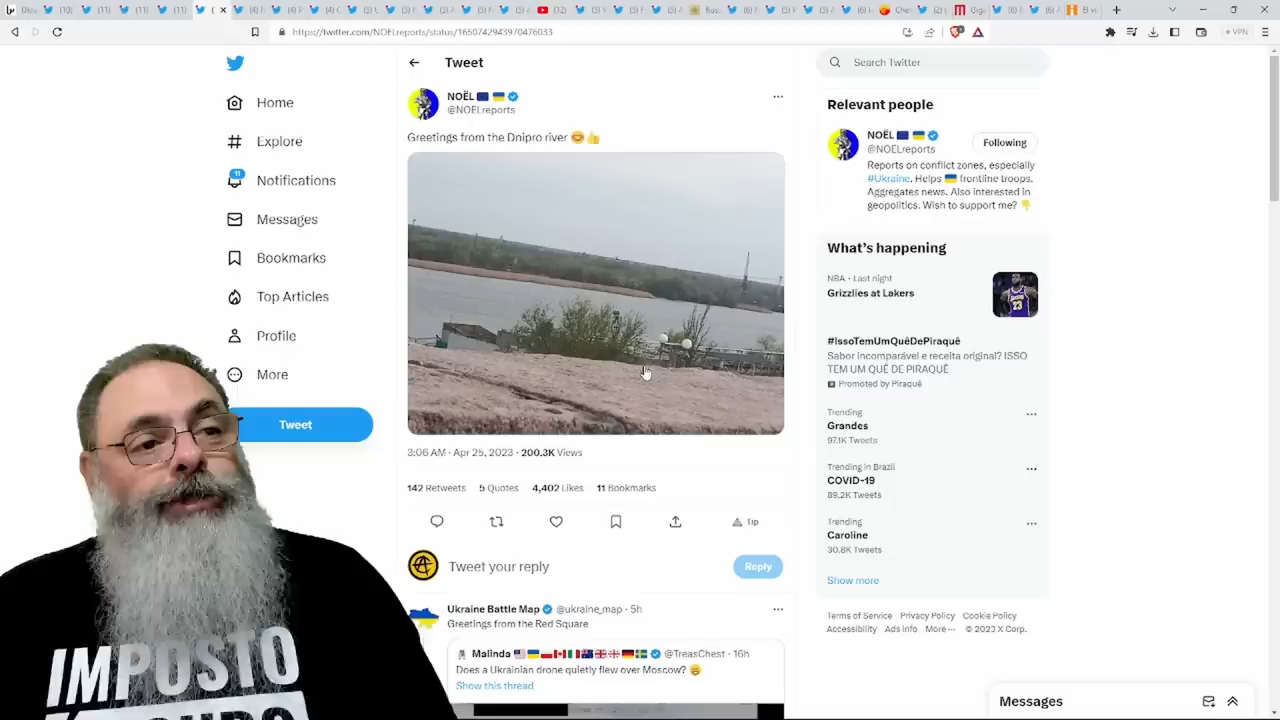 https://twitter.com/NOELreports/status/1650742943970476033
VPN
Home
Explore
11
Notifications
Messages
Bookmarks
Top Articles
Profile
More
Tweet
IMPOSTO
Tweet
NOËL
@NOELreports
Greetings from the Dnipro river
3:06 AM · Apr 25, 2023 · 200.3K Views
142 Retweets 5 Quotes 4,402 Likes 11 Bookmarks
Tip
Tweet your reply
Reply
Ukraine Battle Map @ukraine_map · 5h
Greetings from the Red Square
Malinda @TreasChest · 16h
Does a Ukrainian drone quietly flew over Moscow?
Show this thread
Search Twitter
Relevant people
NOËL
@NOELreports
Following
Reports on conflict zones, especially
#Ukraine. Helps frontline troops.
Aggregates news. Also interested in
geopolitics. Wish to support me?
What's happening
NBA · Last night
Grizzlies at Lakers
#IssoTemUmQuêDePiraquê
Sabor incomparável e receita original? ISSO
TEM UM QUÊ DE PIRAQUÊ
Promoted by Piraquê
Trending
Grandes
97.1K Tweets
Trending in Brazil
COVID-19
89.2K Tweets
Trending
Caroline
30.8K Tweets
Show more
Terms of Service Privacy Policy Cookie Policy
Accessibility Ads info More ··· © 2023 X Corp.
Messages